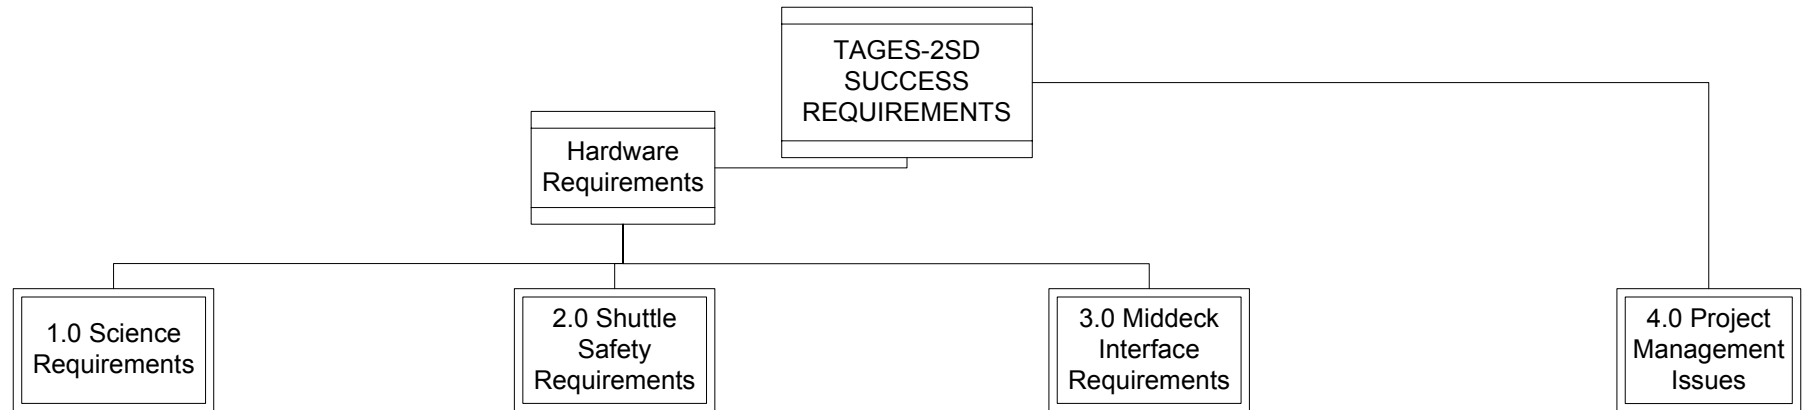 TAGES-2SD
SUCCESS
REQUIREMENTS
Hardware
Requirements
1.0 Science
Requirements
2.0 Shuttle
Safety
Requirements
3.0 Middeck
Interface
Requirements
4.0 Project
Management
Issues